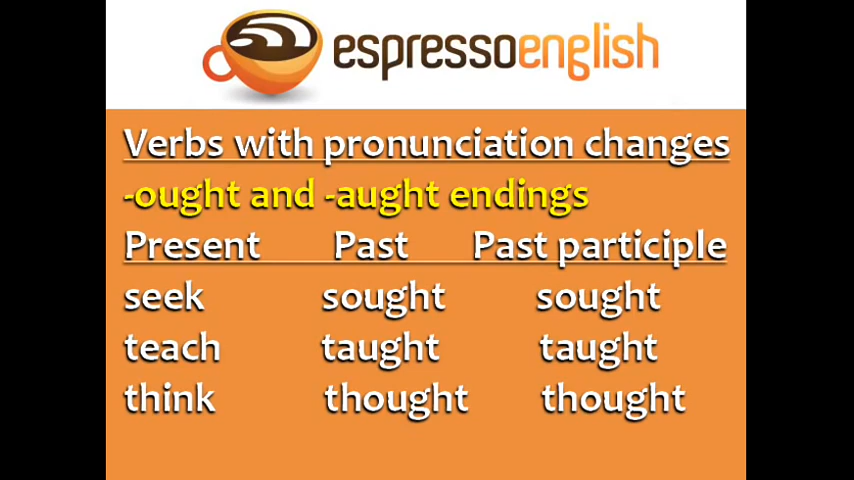 espressoenglish
Verbs with pronunciation changes
-ought and -aught endings
Present Past Past participle
seek sought sought
teach taught taught
think thought thought